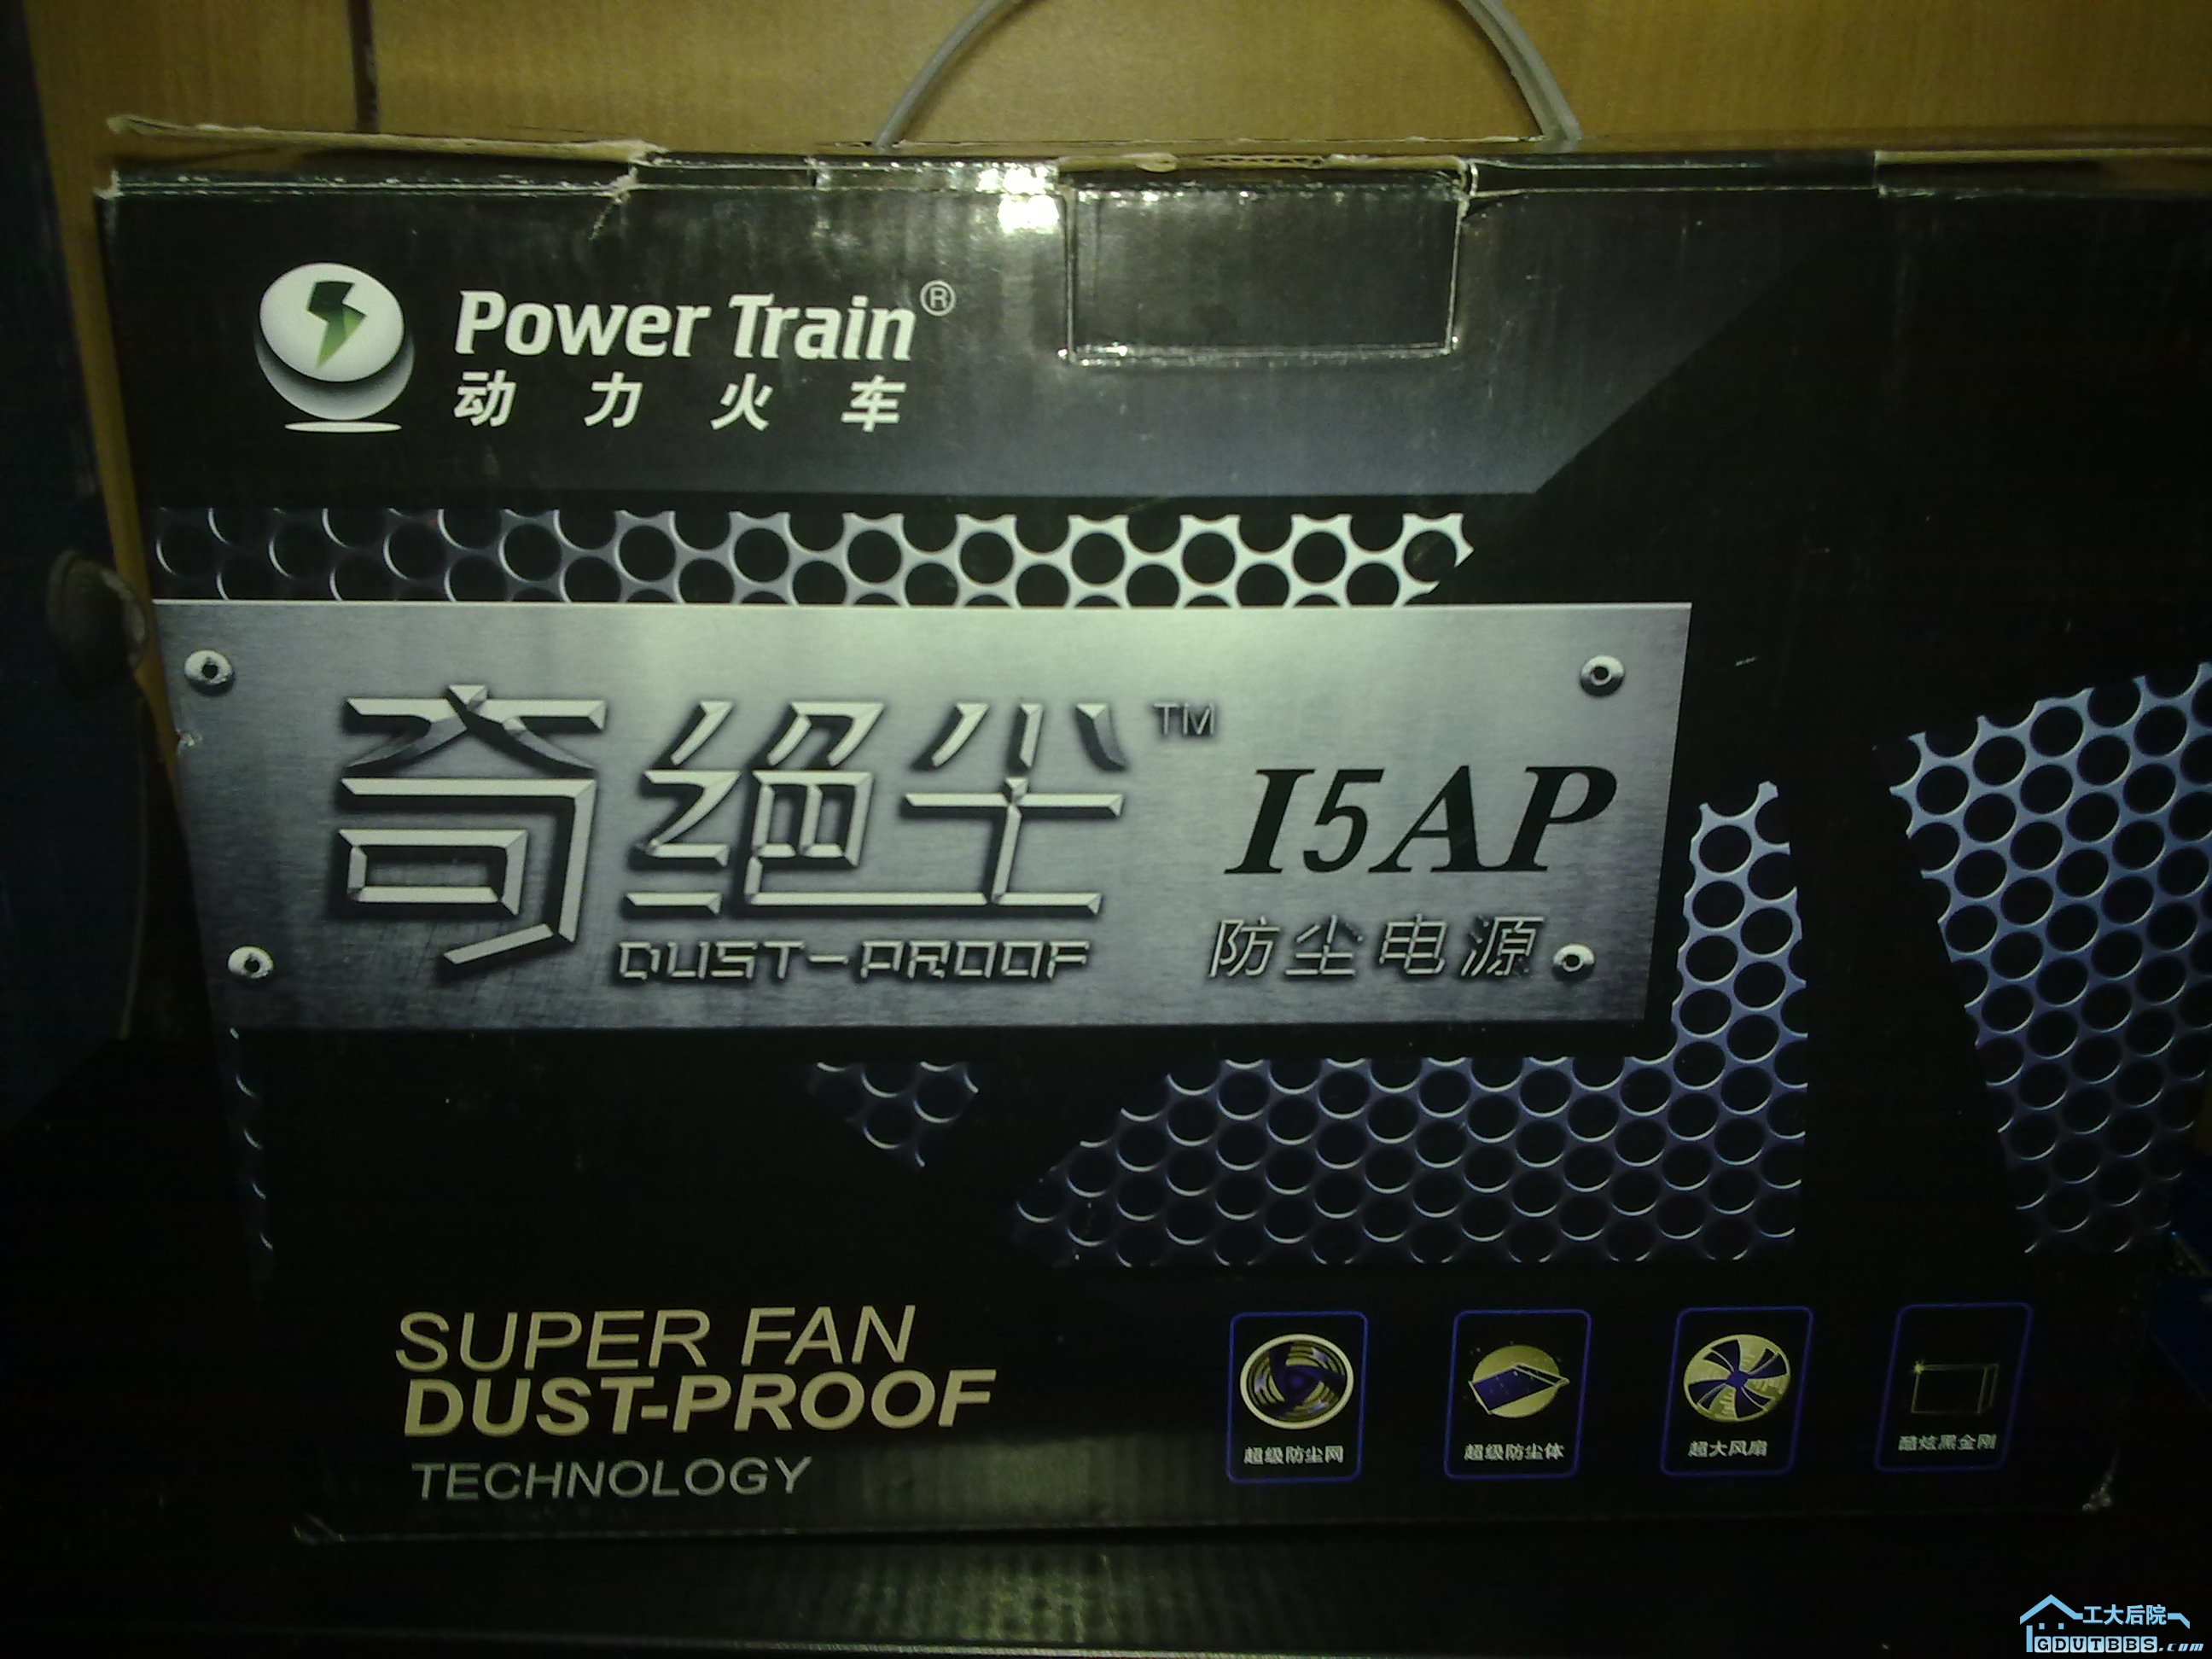 Power Train®
动力火车
奇绝尘™ I5AP
DUST-PROOF 防尘电源
SUPER FAN
DUST-PROOF
TECHNOLOGY
超级防尘网 超级防尘体 超大风扇 酷炫黑金刚
工大后院
GDUTBBS.com